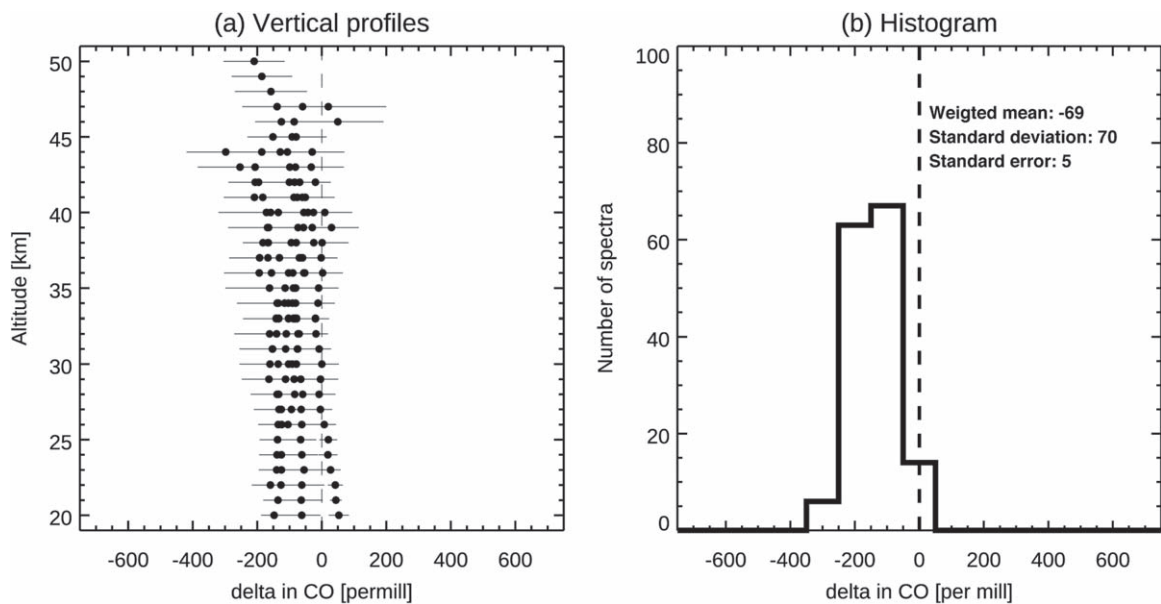 (a) Vertical profiles
50
45
40
35
30
25
20
Altitude [km]
-600 -400 -200 0 200 400 600
delta in CO [permill]
(b) Histogram
100
80
60
40
20
0
Number of spectra
Weigted mean: -69
Standard deviation: 70
Standard error: 5
-600 -400 -200 0 200 400 600
delta in CO [per mill]